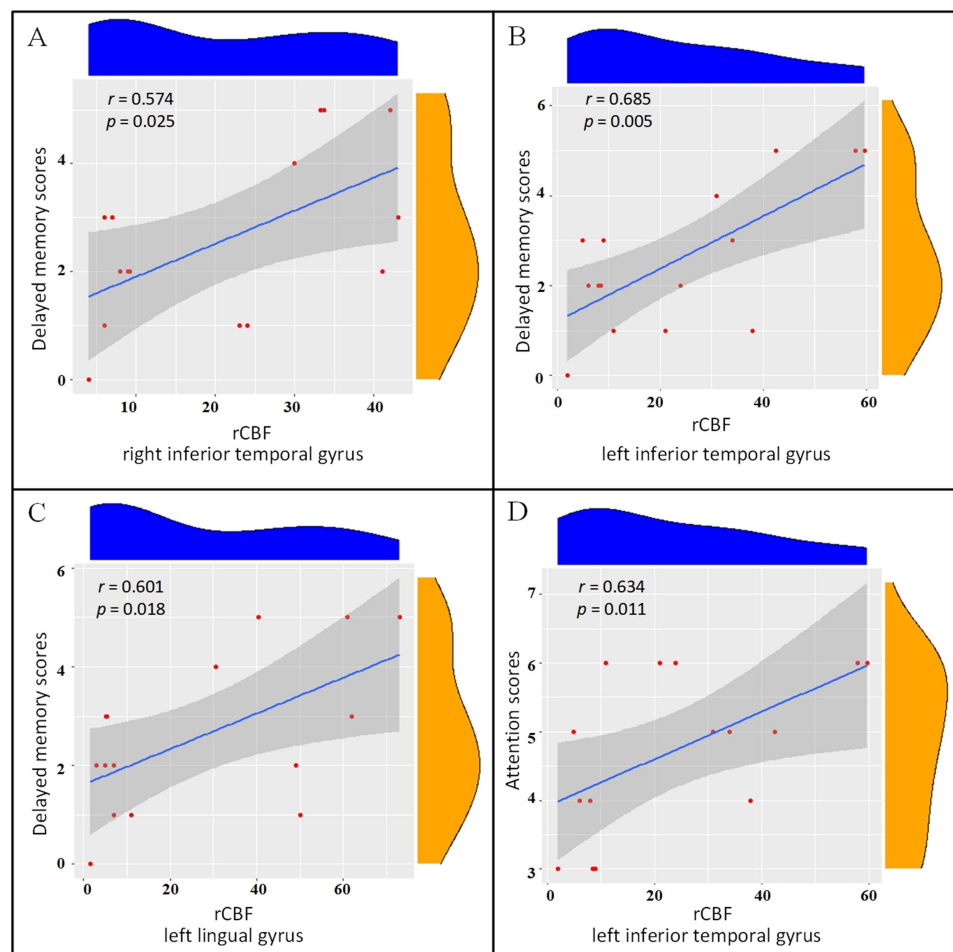 A
r = 0.574
p = 0.025
Delayed memory scores
4
2
0
10
20
30
40
rCBF
right inferior temporal gyrus
B
r = 0.685
p = 0.005
Delayed memory scores
6
4
2
0
0
20
40
60
rCBF
left inferior temporal gyrus
C
r = 0.601
p = 0.018
Delayed memory scores
6
4
2
0
0
20
40
60
rCBF
left lingual gyrus
D
r = 0.634
p = 0.011
Attention scores
7
6
5
4
3
0
20
40
60
rCBF
left inferior temporal gyrus